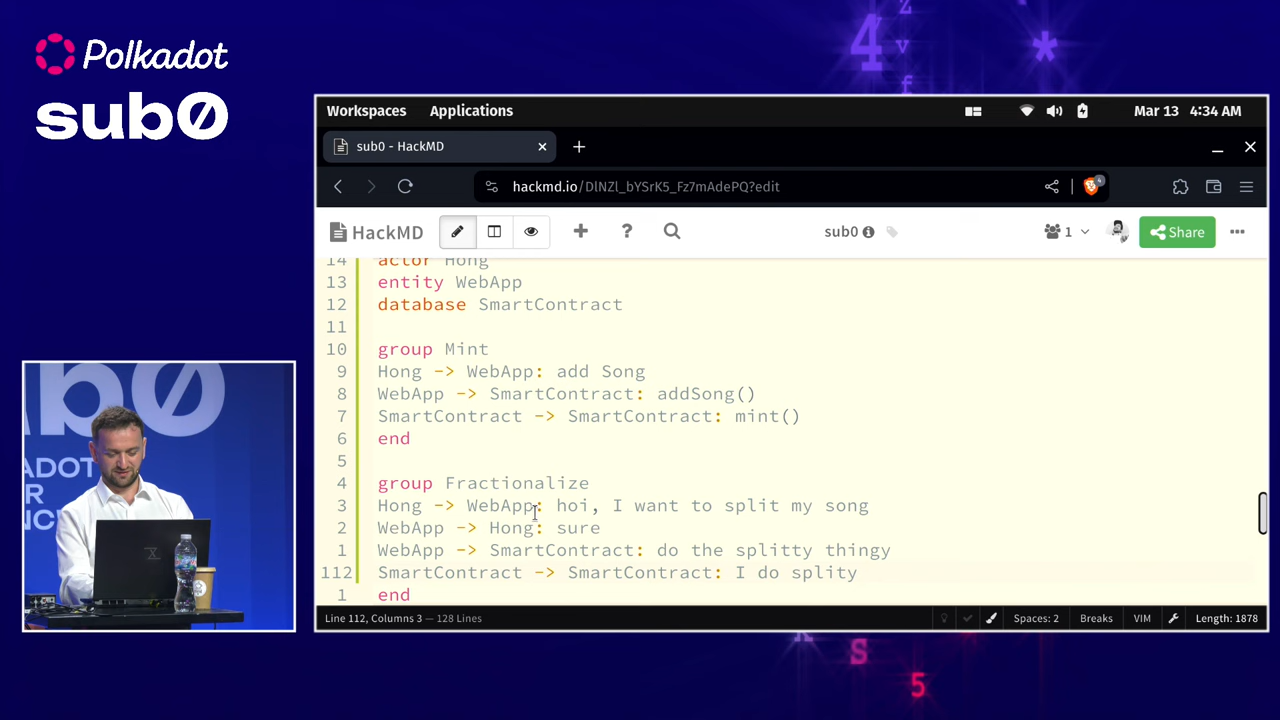 Polkadot
sub0
Workspaces Applications Mar 13 4:34 AM
sub0 - HackMD
hackmd.io/DlNZl_bYSrK5_Fz7mAdePQ?edit
HackMD sub0 1 Share
14 actor Hong
13 entity WebApp
12 database SmartContract
11
10 group Mint
9 Hong -> WebApp: add Song
8 WebApp -> SmartContract: addSong()
7 SmartContract -> SmartContract: mint()
6 end
5
4 group Fractionalize
3 Hong -> WebApp: hoi, I want to split my song
2 WebApp -> Hong: sure
1 WebApp -> SmartContract: do the splitty thingy
112 SmartContract -> SmartContract: I do splity
1 end
Line 112, Columns 3 — 128 Lines Spaces: 2 Breaks VIM Length: 1878